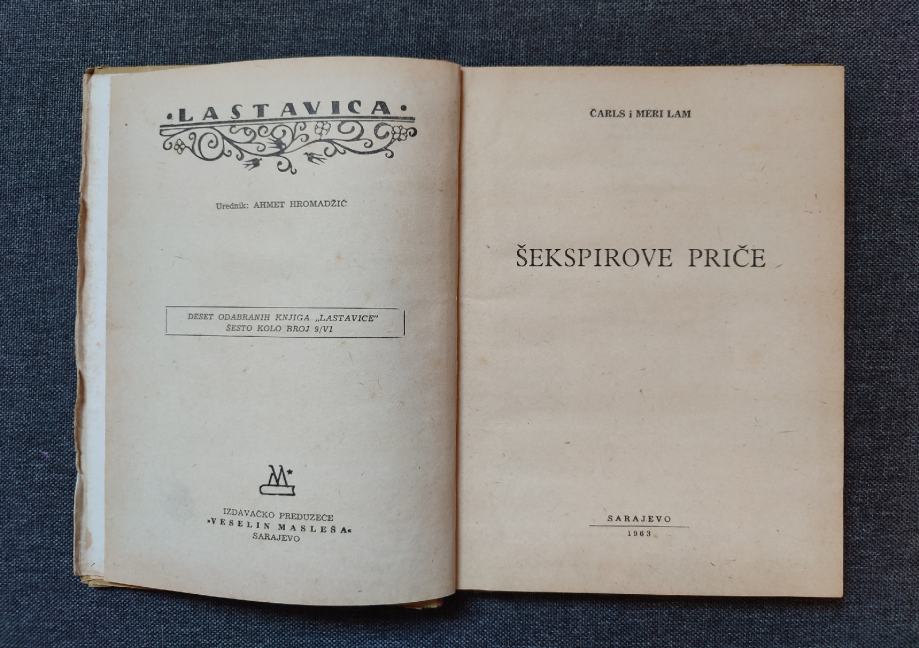 ·LASTAVICA·
Urednik: AHMET HROMADŽIĆ
DESET ODABRANIH KNJIGA „LASTAVICE"
ŠESTO KOLO BROJ 9/VI
M
IZDAVAČKO PREDUZEĆE
»VESELIN MASLEŠA«
SARAJEVO
ČARLS i MERI LAM
ŠEKSPIROVE PRIČE
SARAJEVO
1963